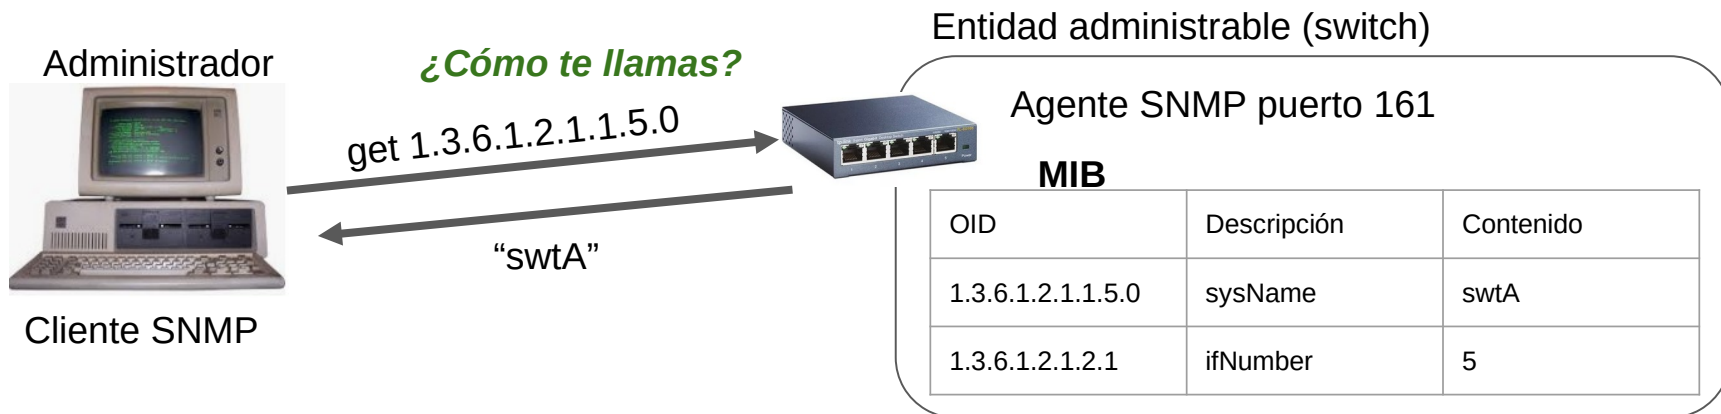 Entidad administrable (switch)
Administrador
¿Cómo te llamas?
Agente SNMP puerto 161
get 1.3.6.1.2.1.1.5.0
MIB
OID Descripción Contenido
“swtA”
1.3.6.1.2.1.1.5.0 sysName swtA
Cliente SNMP
1.3.6.1.2.1.2.1 ifNumber 5